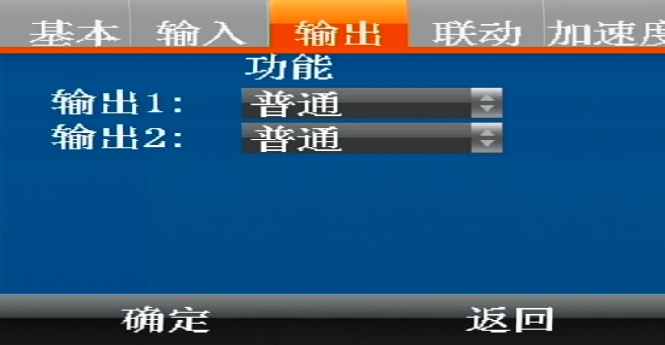 基本 输入 输出 联动 加速度
功能
输出1: 普通
输出2: 普通
确定 返回